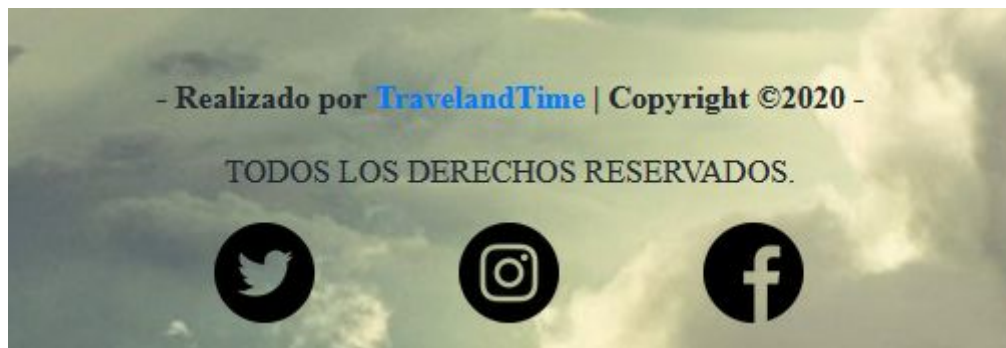 - Realizado por TravelandTime | Copyright ©2020 -
TODOS LOS DERECHOS RESERVADOS.